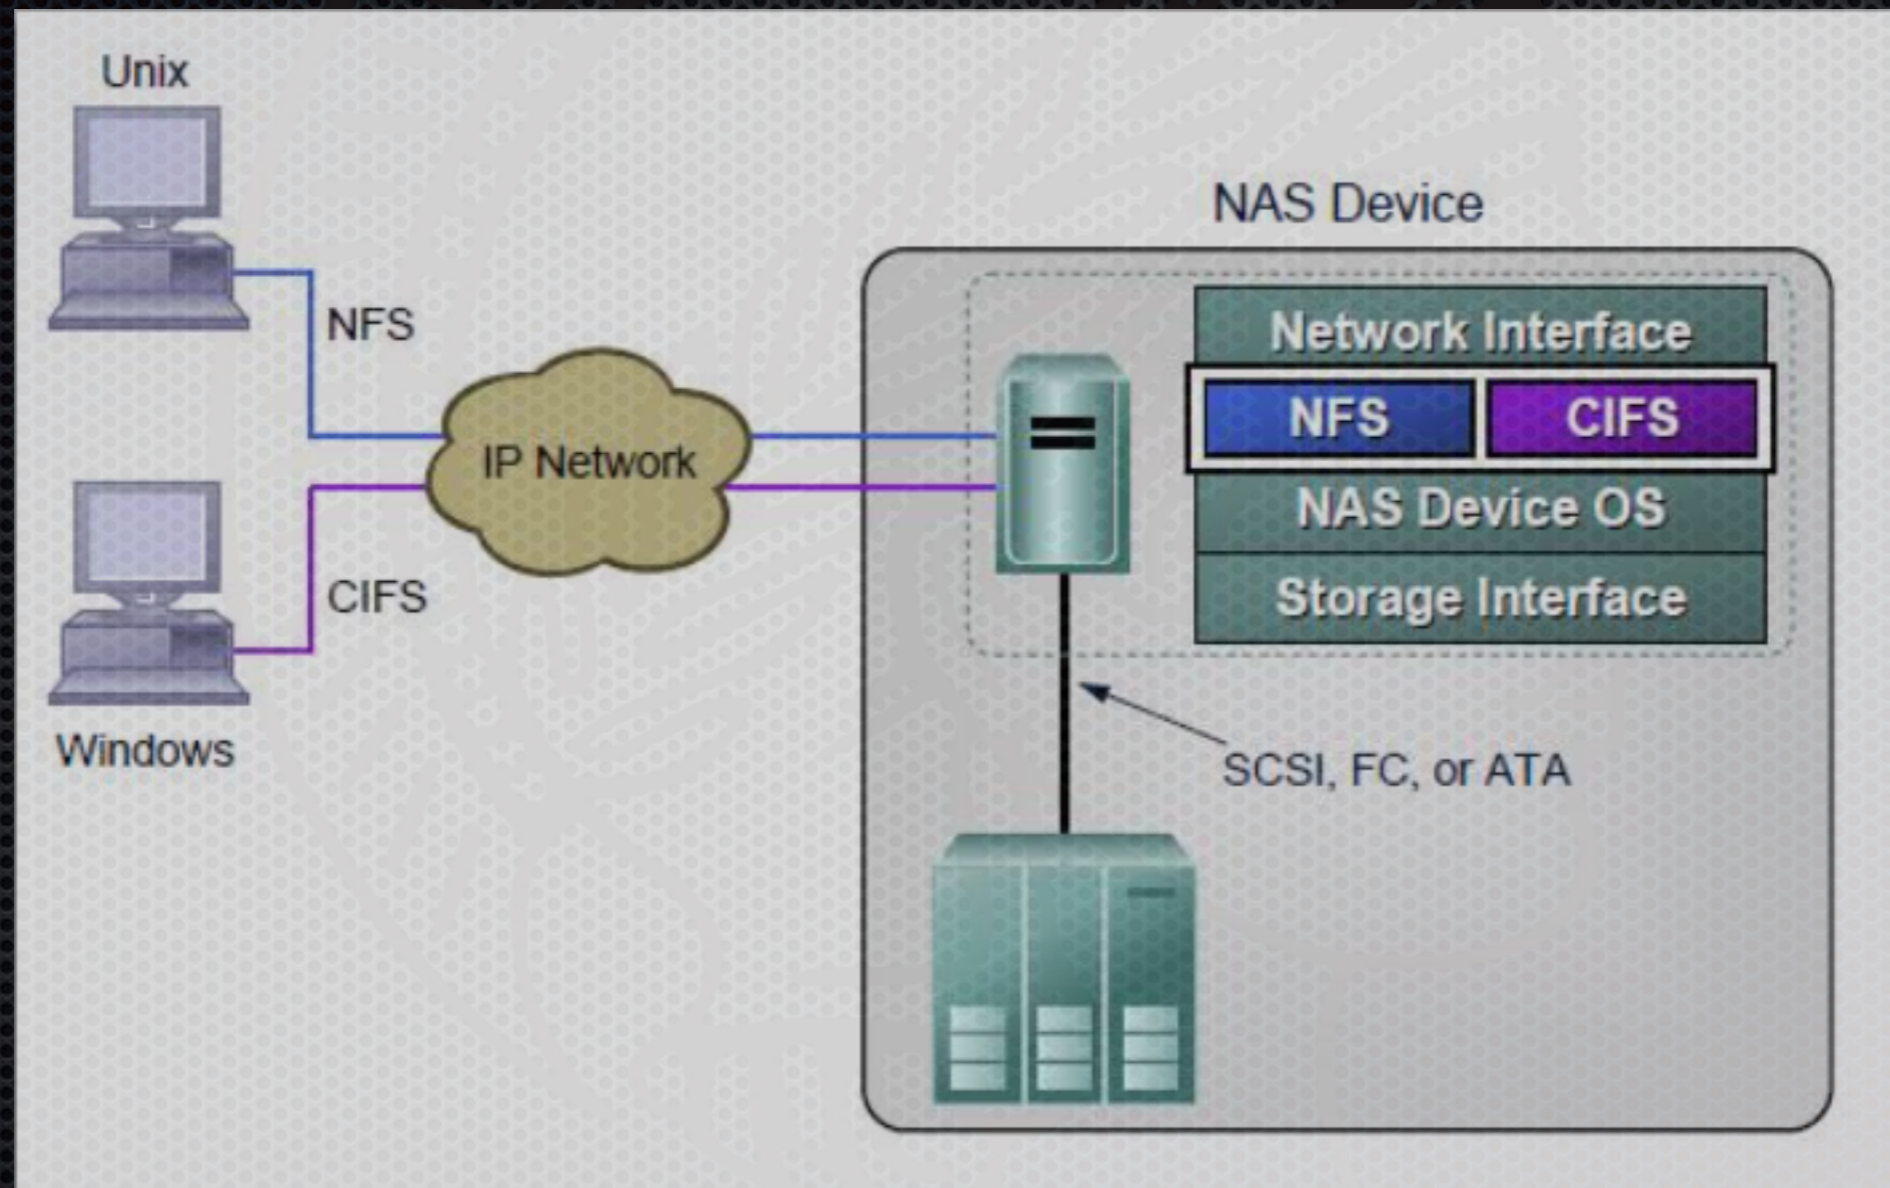 Unix
NFS
IP Network
CIFS
Windows
NAS Device
Network Interface
NFS CIFS
NAS Device OS
Storage Interface
SCSI, FC, or ATA